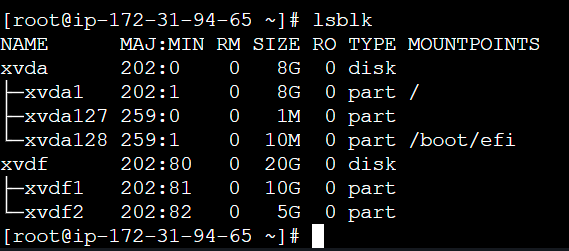 [root@ip-172-31-94-65 ~]# lsblk
NAME      MAJ:MIN RM SIZE RO TYPE MOUNTPOINTS
xvda      202:0    0   8G  0 disk
├─xvda1   202:1    0   8G  0 part /
├─xvda127 259:0    0   1M  0 part
└─xvda128 259:1    0  10M  0 part /boot/efi
xvdf      202:80   0  20G  0 disk
├─xvdf1   202:81   0  10G  0 part
└─xvdf2   202:82   0   5G  0 part
[root@ip-172-31-94-65 ~]#